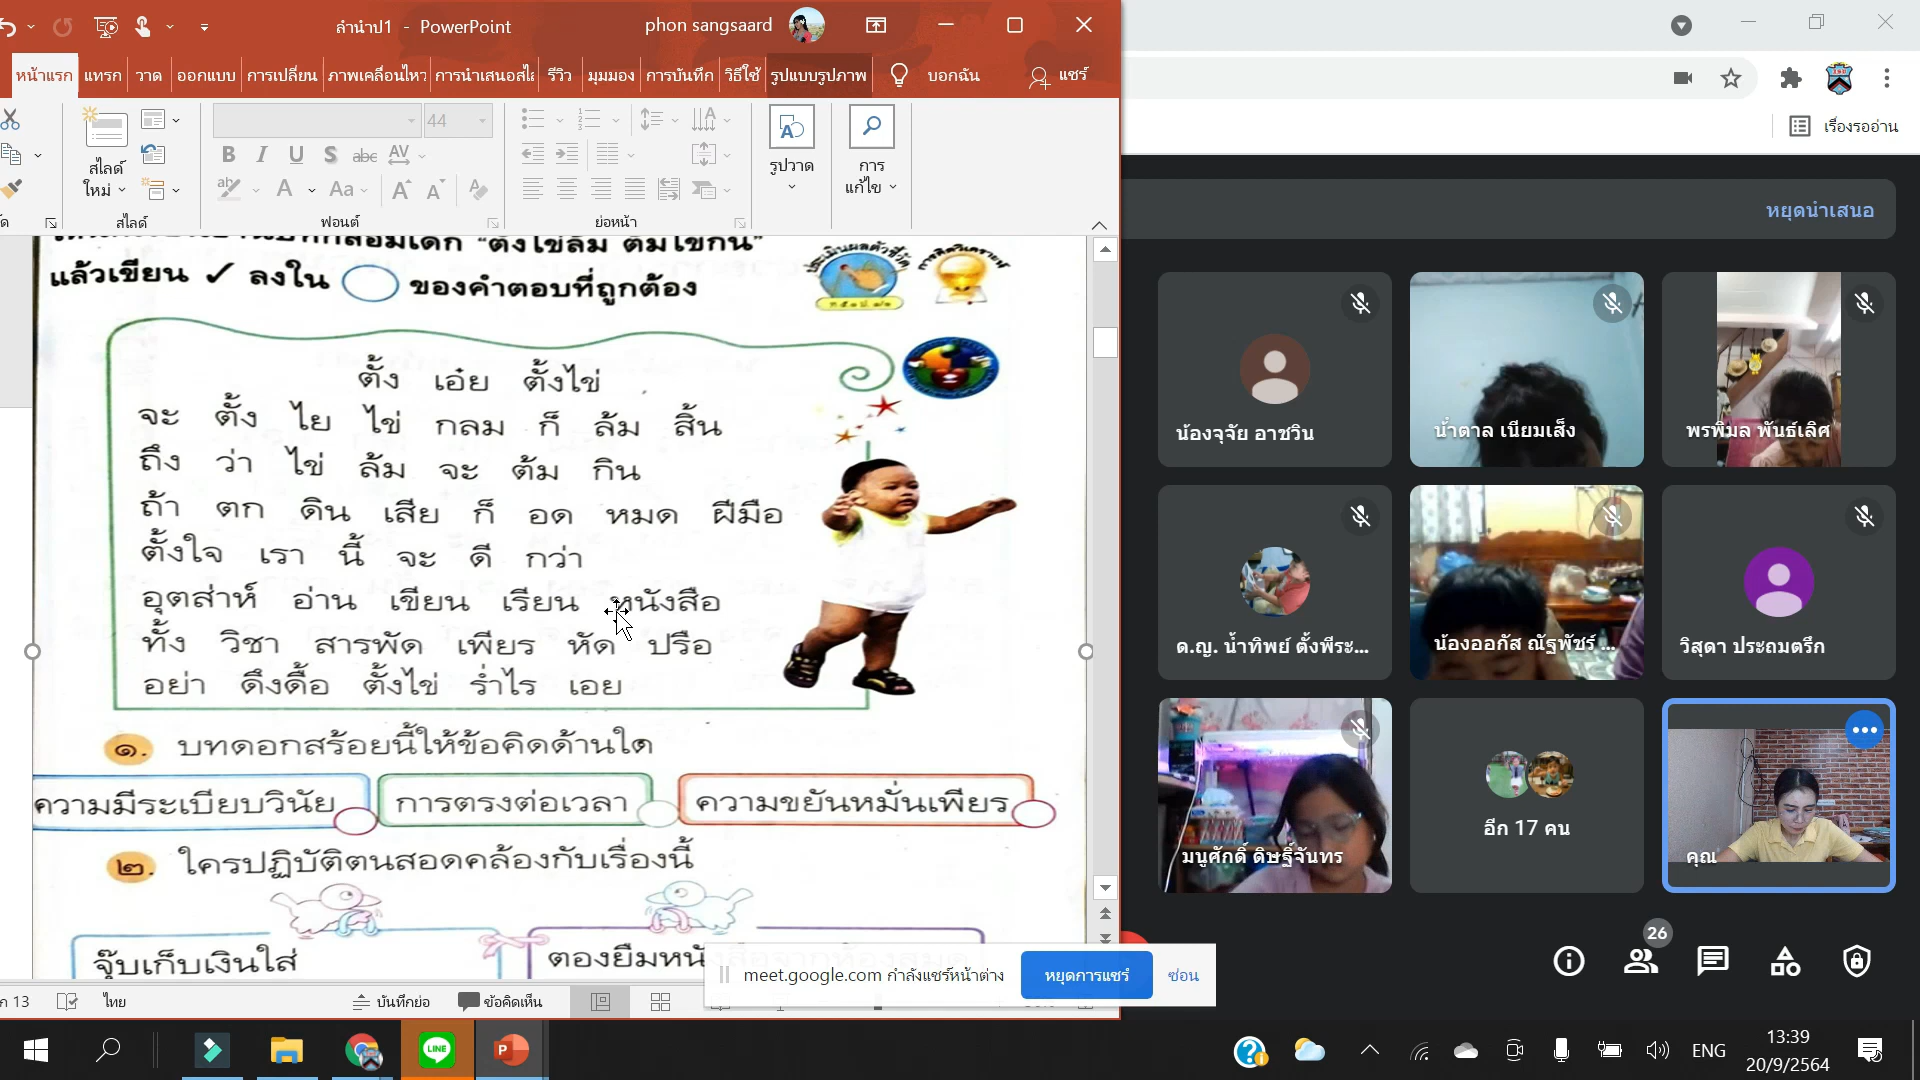 ลำนำป1 - PowerPoint
phon sangsaard
หน้าแรก แทรก วาด ออกแบบ การเปลี่ยน ภาพเคลื่อนไหว การนำเสนอสไ รีวิว มุมมอง การบันทึก วิธีใช้ รูปแบบรูปภาพ บอกฉัน แชร์
44
สไลด์ใหม่
รูปวาด
การแก้ไข
สไลด์
ฟอนต์
ย่อหน้า
เรื่องรออ่าน
หยุดนำเสนอ
"ตั้งไข่ล้ม ต้มไข่กิน"
แล้วเขียน ✓ ลงใน ของคำตอบที่ถูกต้อง
ตั้ง เอ๋ย ตั้งไข่
จะ ตั้ง ไย ไข่ กลม ก็ ล้ม สิ้น
ถึง ว่า ไข่ ล้ม จะ ต้ม กิน
ถ้า ตก ดิน เสีย ก็ อด หมด ฝีมือ
ตั้งใจ เรา นี้ จะ ดี กว่า
อุตส่าห์ อ่าน เขียน เรียน หนังสือ
ทั้ง วิชา สารพัด เพียร หัด ปรือ
อย่า ดึงดื้อ ตั้งไข่ ร่ำไร เอย
๑. บทดอกสร้อยนี้ให้ข้อคิดด้านใด
ความมีระเบียบวินัย
การตรงต่อเวลา
ความขยันหมั่นเพียร
๒. ใครปฏิบัติตนสอดคล้องกับเรื่องนี้
จุ๊บเก็บเงินใส่
น้องจุจัย อาชวิน
น้ำตาล เนียมเส็ง
พรพิมล พันธ์เลิศ
ด.ญ. น้ำทิพย์ ตั้งพีระ...
น้องออกัส ณัฐพัชร์ ...
วิสุดา ประถมตรึก
มนูศักดิ์ ดิษฐิ์จันทร
อีก 17 คน
คุณ
26
meet.google.com กำลังแชร์หน้าต่าง
หยุดการแชร์
ซ่อน
13
ไทย
บันทึกย่อ
ข้อคิดเห็น
LINE
ENG
13:39
20/9/2564